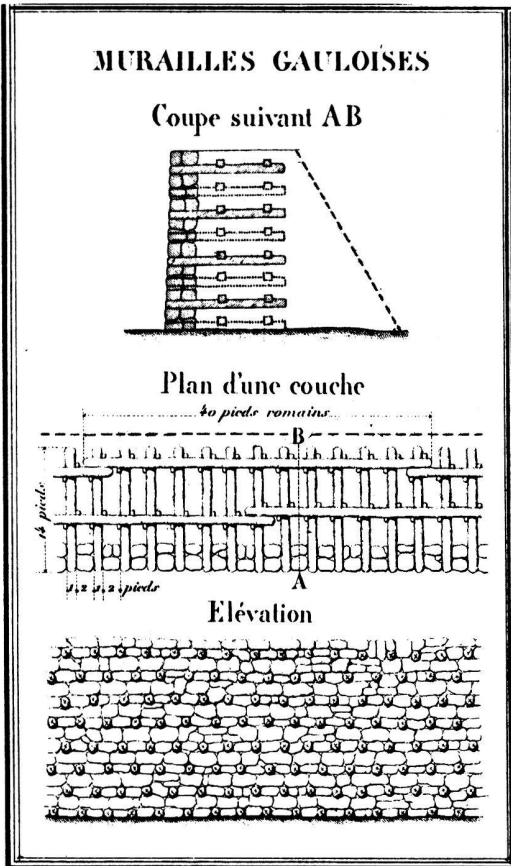 MURAILLES GAULOISES
Coupe suivant AB
Plan d'une couche
40 pieds romains
B
14 pieds
1.2 1.2 pieds
A
Elévation